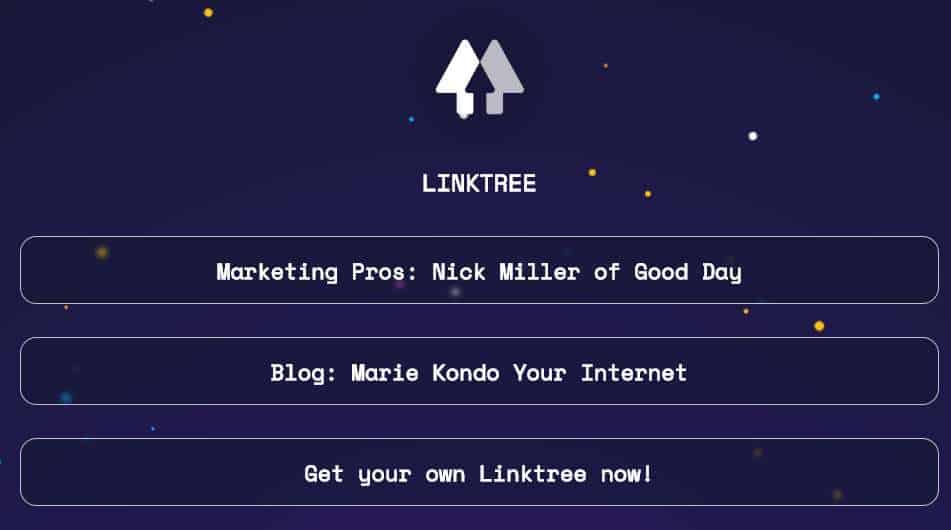 LINKTREE
Marketing Pros: Nick Miller of Good Day
Blog: Marie Kondo Your Internet
Get your own Linktree now!